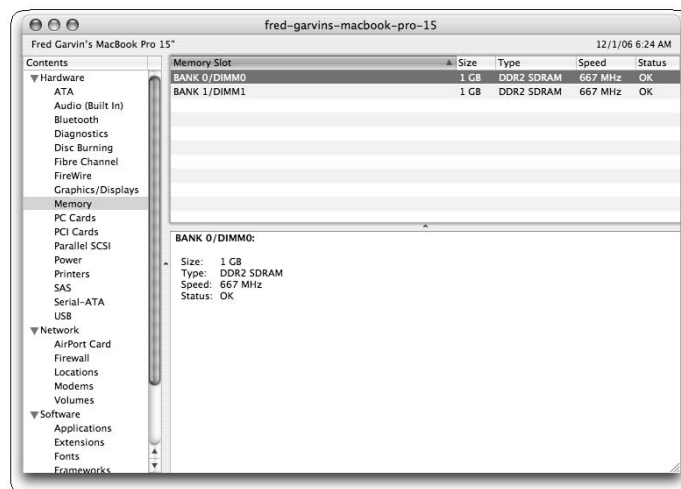 fred-garvins-macbook-pro-15
Fred Garvin's MacBook Pro 15" 12/1/06 6:24 AM
Contents
Hardware
ATA
Audio (Built In)
Bluetooth
Diagnostics
Disc Burning
Fibre Channel
FireWire
Graphics/Displays
Memory
PC Cards
PCI Cards
Parallel SCSI
Power
Printers
SAS
Serial-ATA
USB
Network
AirPort Card
Firewall
Locations
Modems
Volumes
Software
Applications
Extensions
Fonts
Frameworks
Memory Slot Size Type Speed Status
BANK 0/DIMM0 1 GB DDR2 SDRAM 667 MHz OK
BANK 1/DIMM1 1 GB DDR2 SDRAM 667 MHz OK
BANK 0/DIMM0:
Size: 1 GB
Type: DDR2 SDRAM
Speed: 667 MHz
Status: OK